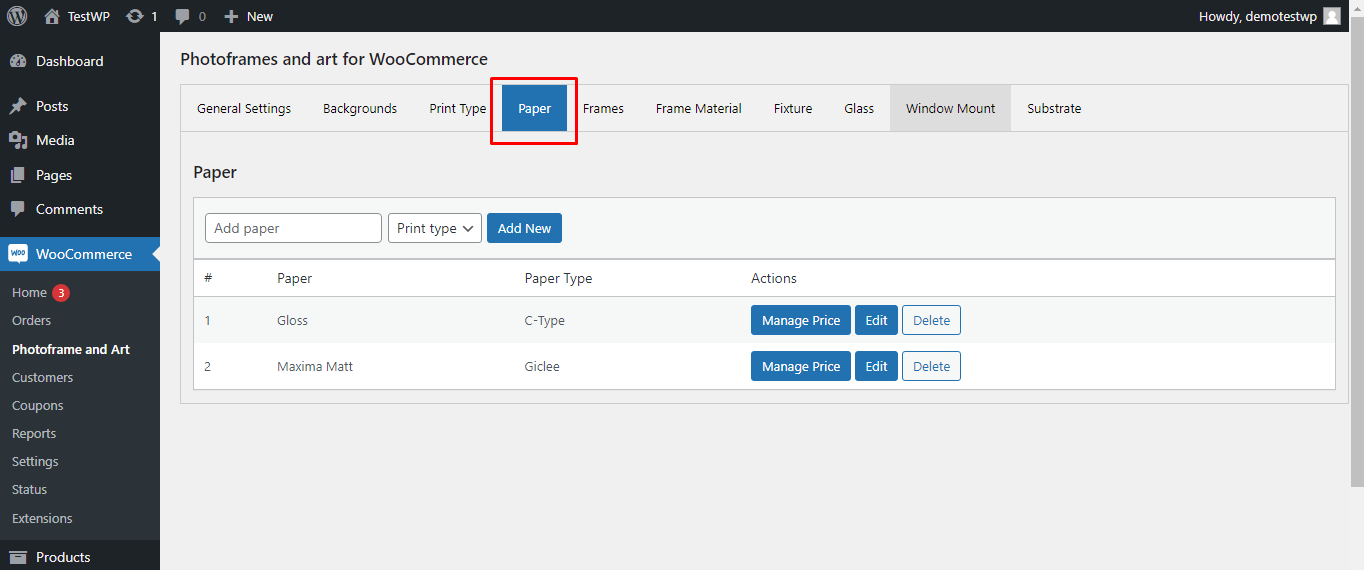 TestWP 1 0 New Howdy, demotestwp
Dashboard
Posts
Media
Pages
Comments
WOO WooCommerce
Home 3
Orders
Photoframe and Art
Customers
Coupons
Reports
Settings
Status
Extensions
Products
Photoframes and art for WooCommerce
General Settings Backgrounds Print Type Paper Frames Frame Material Fixture Glass Window Mount Substrate
Paper
Add paper Print type Add New
# Paper Paper Type Actions
1 Gloss C-Type Manage Price Edit Delete
2 Maxima Matt Giclee Manage Price Edit Delete